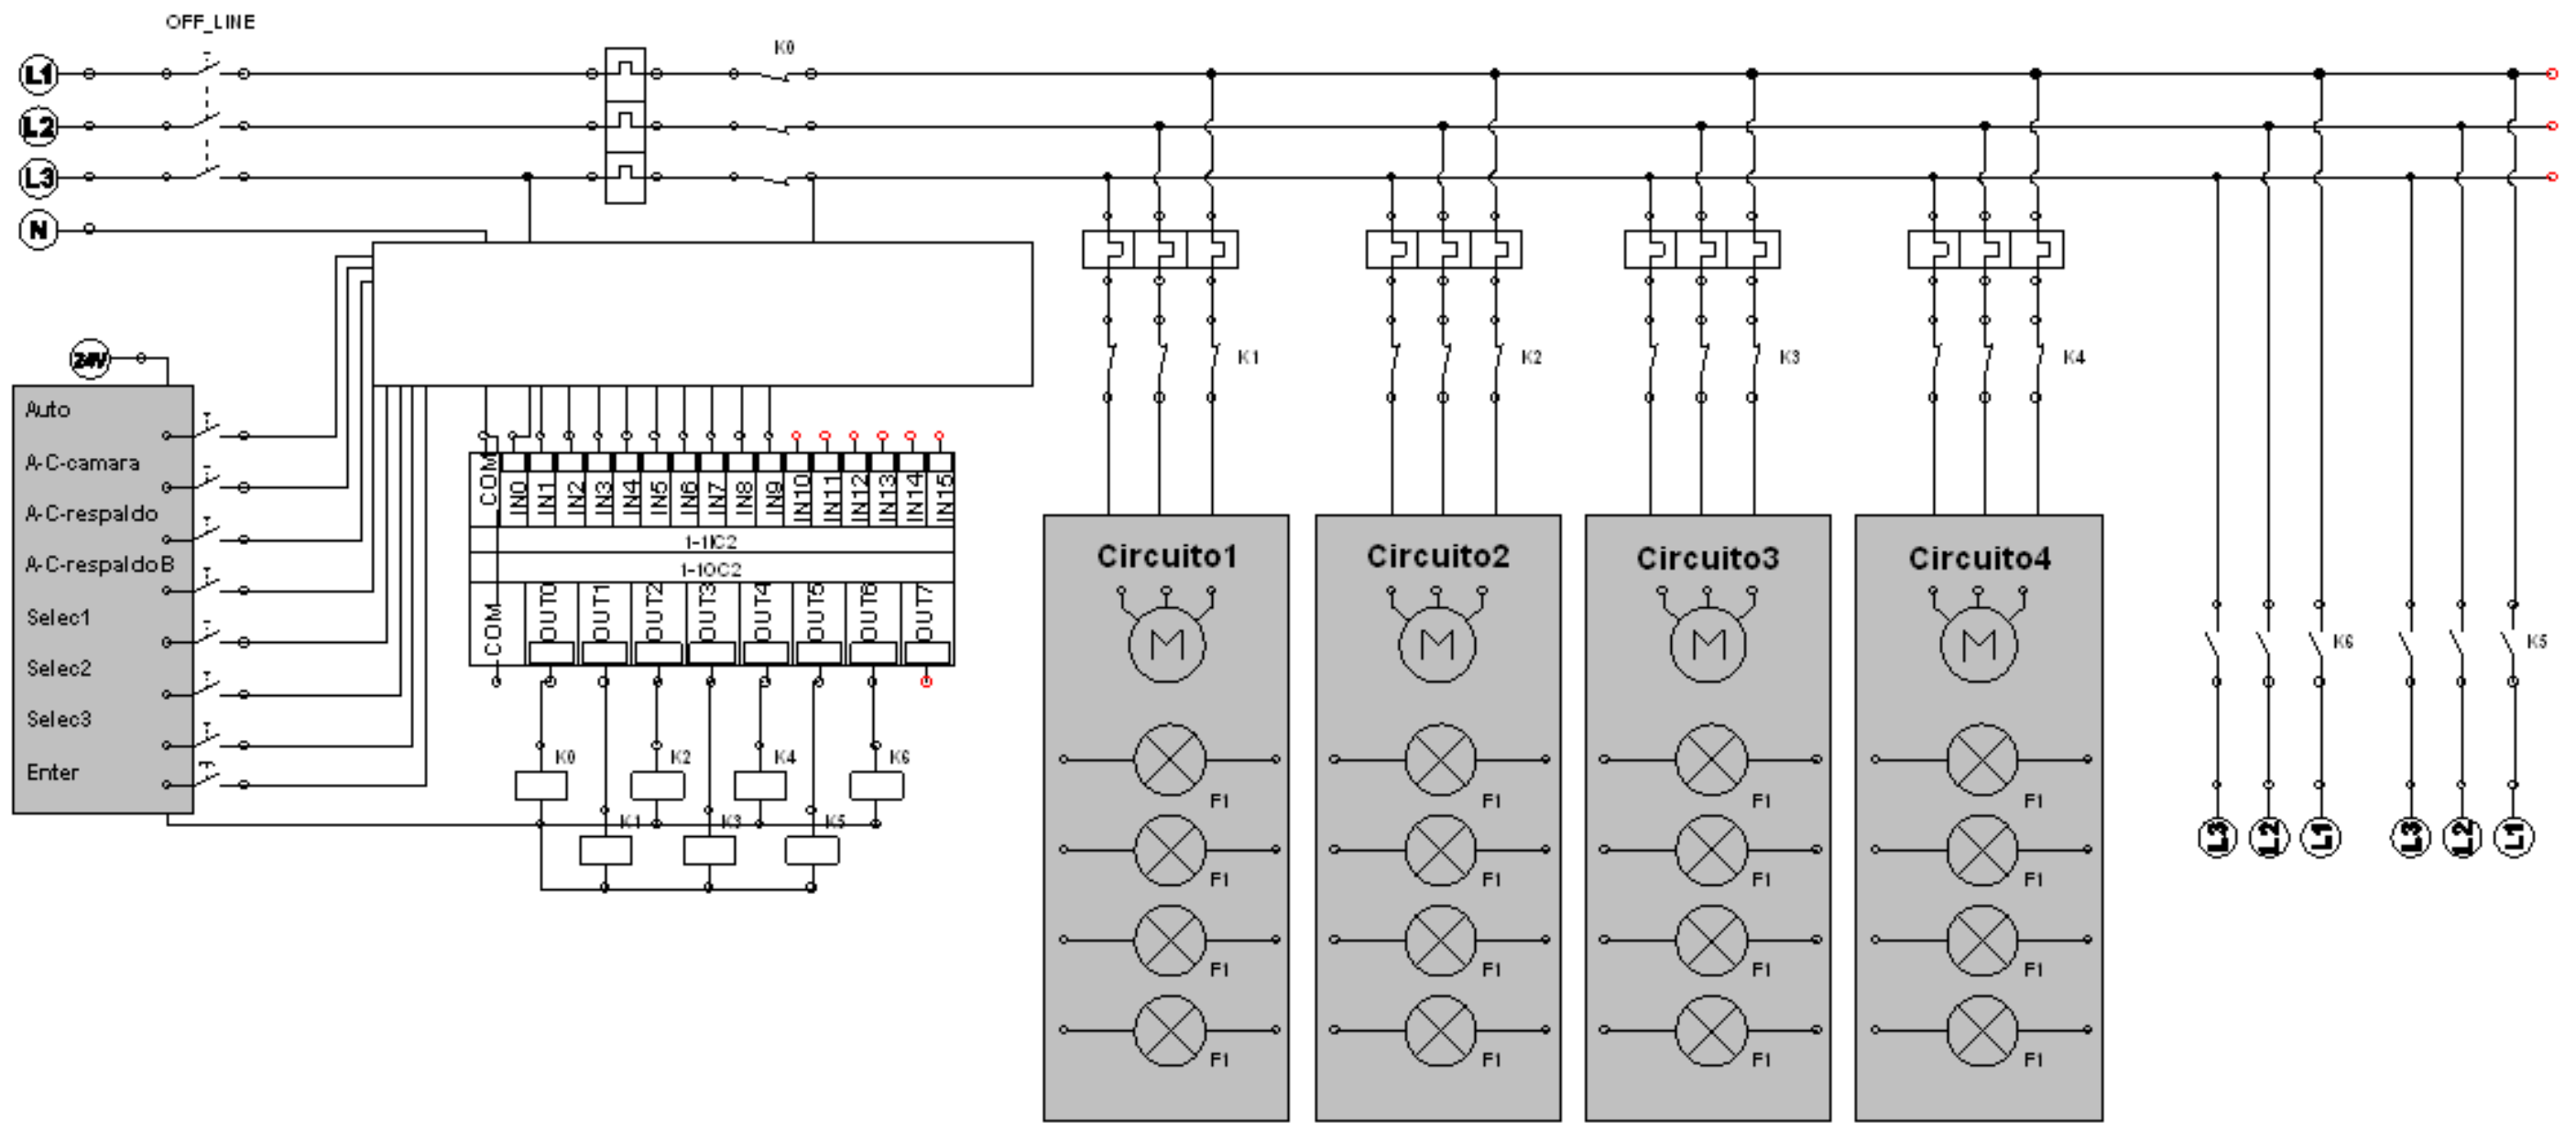 OFF_LINE
K0
L1
L2
L3
N
24V
Auto
A-C-camara
A-C-respaldo
A-C-respaldoB
Selec1
Selec2
Selec3
Enter
COM IN0 IN1 IN2 IN3 IN4 IN5 IN6 IN7 IN8 IN9 IN10 IN11 IN12 IN13 IN14 IN15
1-1IC2
1-1OC2
COM OUT0 OUT1 OUT2 OUT3 OUT4 OUT5 OUT6 OUT7
K0 K2 K4 K6
K1 K3 K5
K1 K2 K3 K4
Circuito1
M
F1
F1
F1
F1
Circuito2
M
F1
F1
F1
F1
Circuito3
M
F1
F1
F1
F1
Circuito4
M
F1
F1
F1
F1
K6 K5
L3 L2 L1 L3 L2 L1